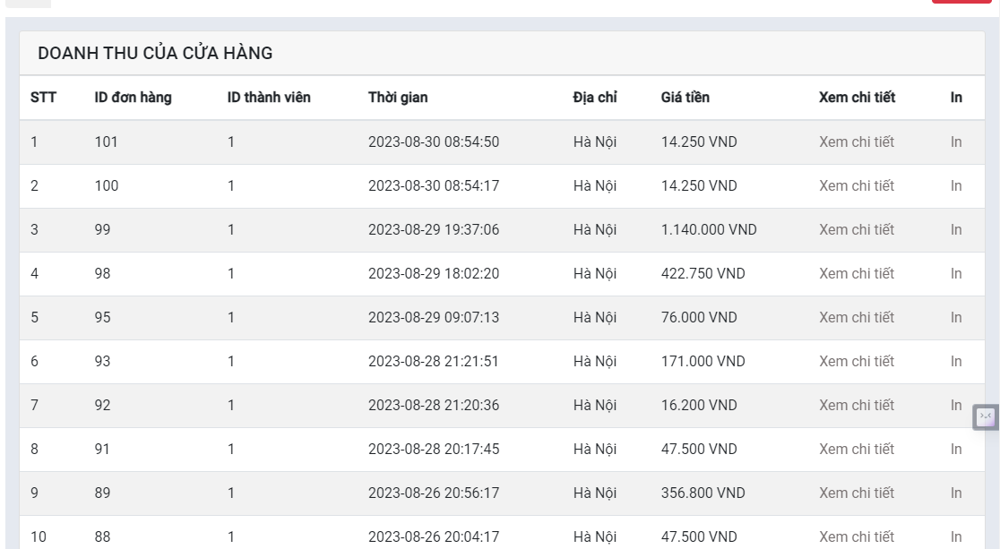 DOANH THU CỦA CỬA HÀNG
STT ID đơn hàng ID thành viên Thời gian Địa chỉ Giá tiền Xem chi tiết In
1 101 1 2023-08-30 08:54:50 Hà Nội 14.250 VND Xem chi tiết In
2 100 1 2023-08-30 08:54:17 Hà Nội 14.250 VND Xem chi tiết In
3 99 1 2023-08-29 19:37:06 Hà Nội 1.140.000 VND Xem chi tiết In
4 98 1 2023-08-29 18:02:20 Hà Nội 422.750 VND Xem chi tiết In
5 95 1 2023-08-29 09:07:13 Hà Nội 76.000 VND Xem chi tiết In
6 93 1 2023-08-28 21:21:51 Hà Nội 171.000 VND Xem chi tiết In
7 92 1 2023-08-28 21:20:36 Hà Nội 16.200 VND Xem chi tiết In
8 91 1 2023-08-28 20:17:45 Hà Nội 47.500 VND Xem chi tiết In
9 89 1 2023-08-26 20:56:17 Hà Nội 356.800 VND Xem chi tiết In
10 88 1 2023-08-26 20:04:17 Hà Nội 47.500 VND Xem chi tiết In